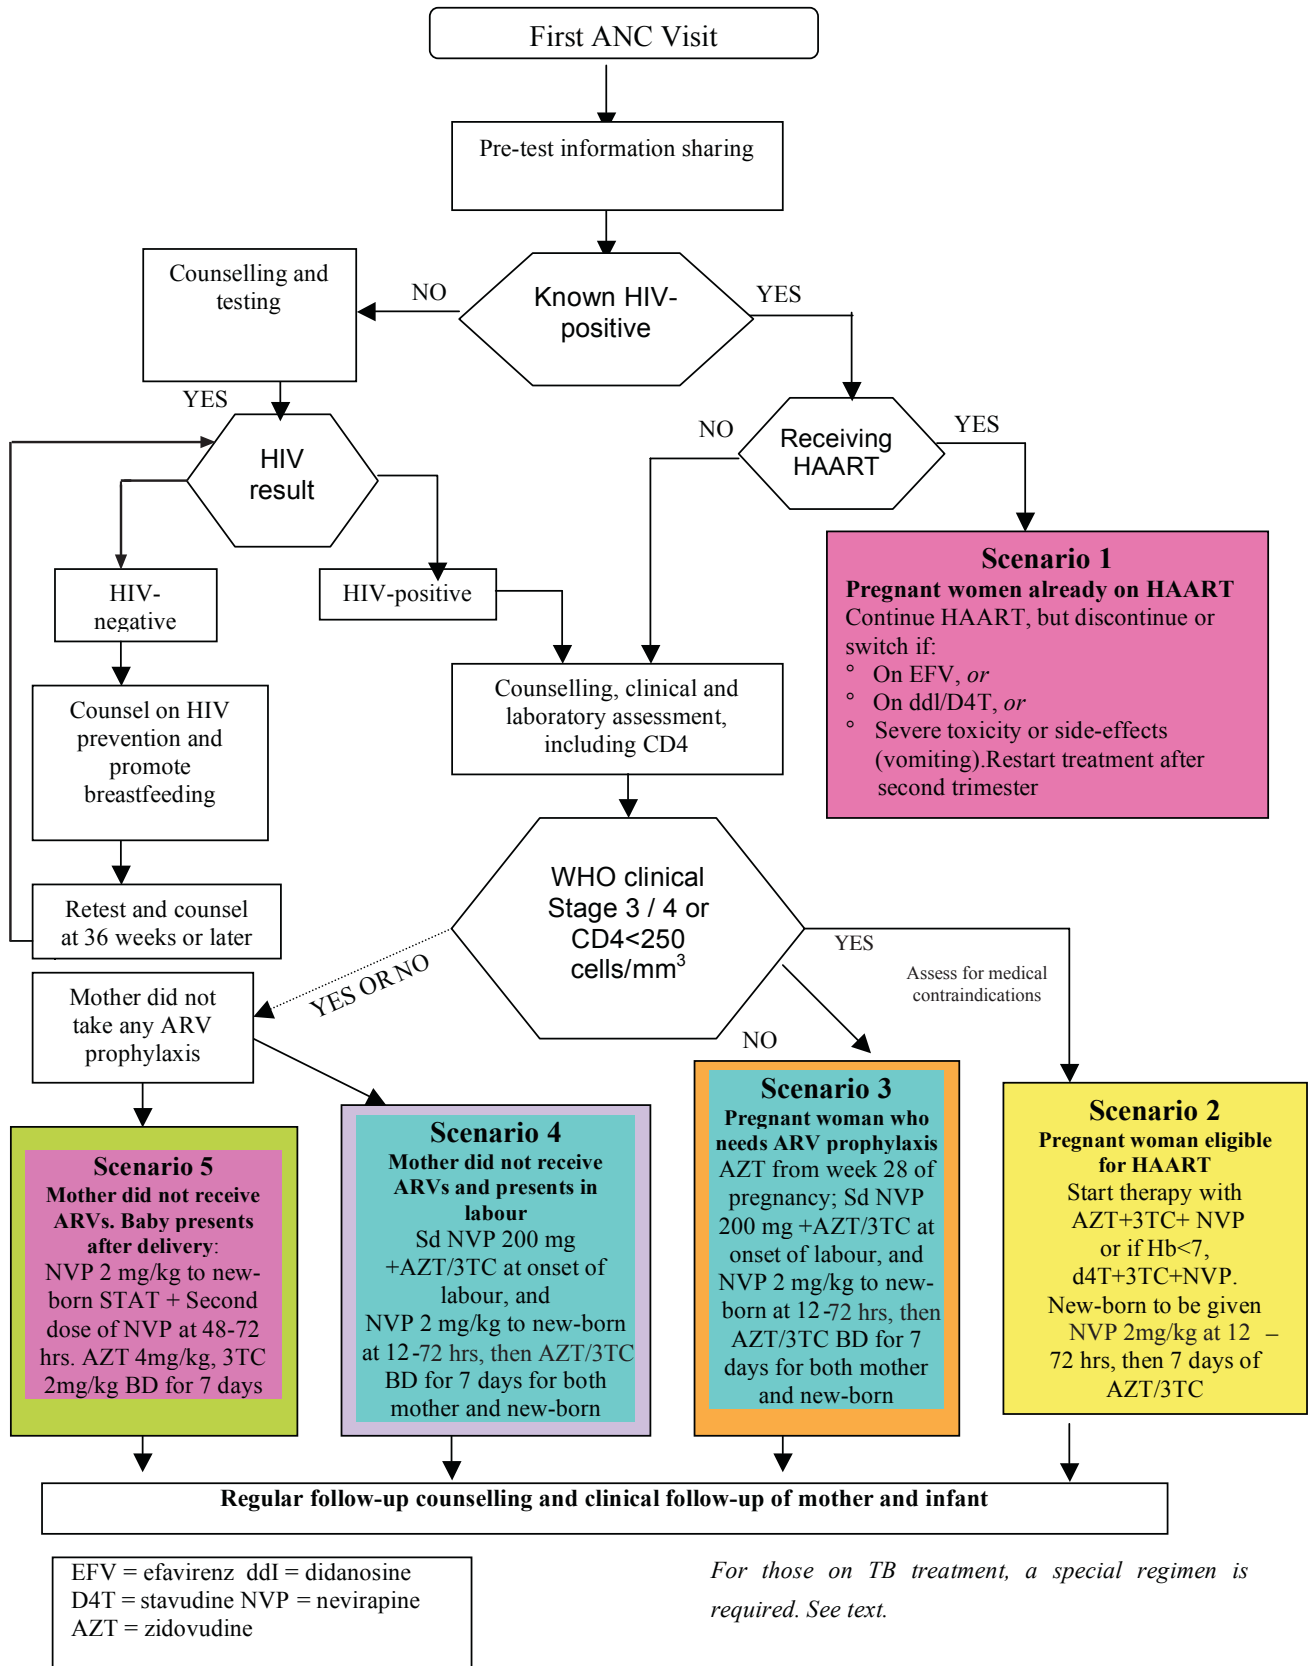 First ANC Visit
Pre-test information sharing
Counselling and
testing
NO
Known HIV-
positive
YES
YES
HIV
result
NO
Receiving
HAART
YES
HIV-
negative
HIV-positive
Scenario 1
Pregnant women already on HAART
Continue HAART, but discontinue or
switch if:
° On EFV, or
° On ddl/D4T, or
° Severe toxicity or side-effects
(vomiting).Restart treatment after
second trimester
Counselling, clinical and
laboratory assessment,
including CD4
Counsel on HIV
prevention and
promote
breastfeeding
Retest and counsel
at 36 weeks or later
WHO clinical
Stage 3 / 4 or
CD4<250
cells/mm³
YES
Assess for medical
contraindications
YES OR NO
NO
Mother did not
take any ARV
prophylaxis
Scenario 5
Mother did not receive
ARVs. Baby presents
after delivery:
NVP 2 mg/kg to new-
born STAT + Second
dose of NVP at 48-72
hrs. AZT 4mg/kg, 3TC
2mg/kg BD for 7 days
Scenario 4
Mother did not receive
ARVs and presents in
labour
Sd NVP 200 mg
+AZT/3TC at onset of
labour, and
NVP 2 mg/kg to new-born
at 12-72 hrs, then AZT/3TC
BD for 7 days for both
mother and new-born
Scenario 3
Pregnant woman who
needs ARV prophylaxis
AZT from week 28 of
pregnancy; Sd NVP
200 mg +AZT/3TC at
onset of labour, and
NVP 2 mg/kg to new-
born at 12-72 hrs, then
AZT/3TC BD for 7
days for both mother
and new-born
Scenario 2
Pregnant woman eligible
for HAART
Start therapy with
AZT+3TC+ NVP
or if Hb<7,
d4T+3TC+NVP.
New-born to be given
NVP 2mg/kg at 12 –
72 hrs, then 7 days of
AZT/3TC
Regular follow-up counselling and clinical follow-up of mother and infant
EFV = efavirenz ddI = didanosine
D4T = stavudine NVP = nevirapine
AZT = zidovudine
For those on TB treatment, a special regimen is
required. See text.